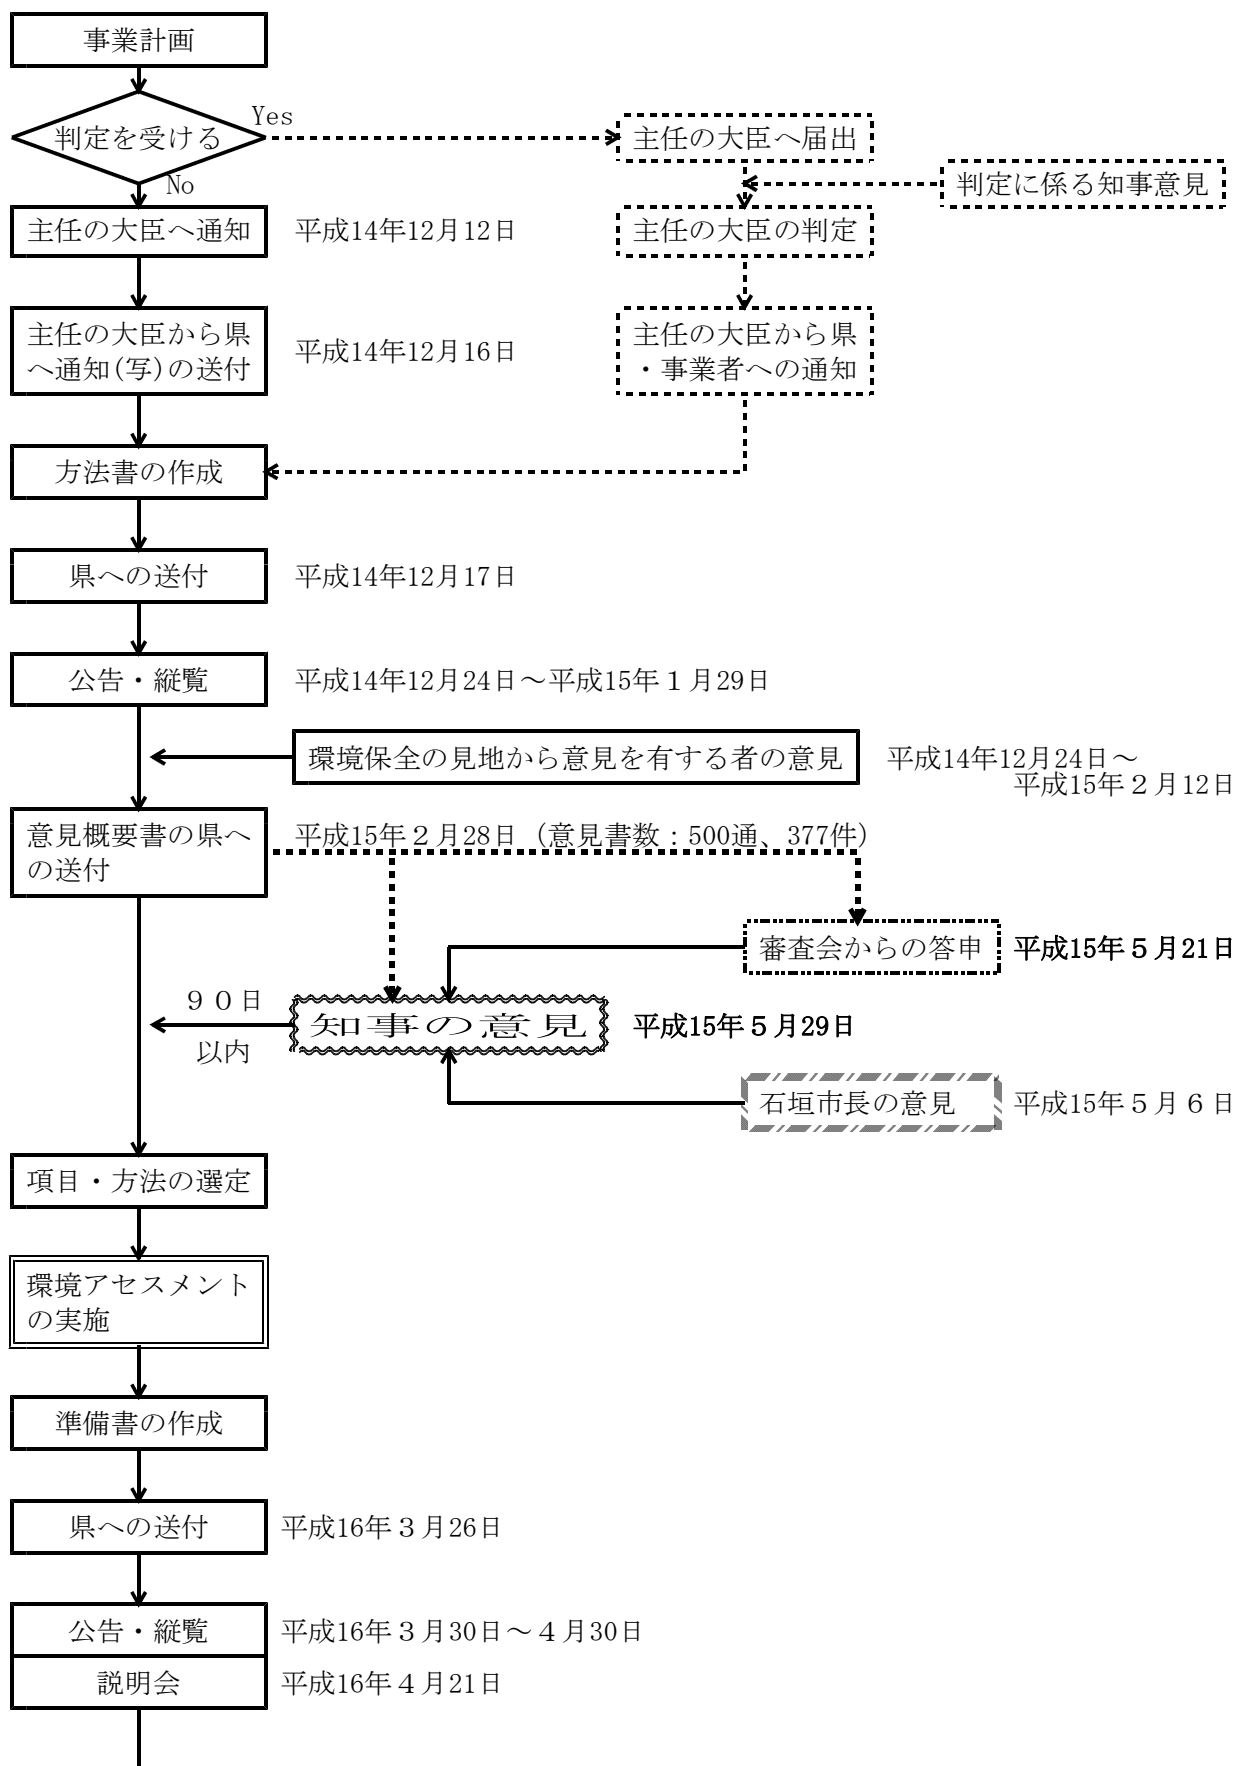 事業計画
判定を受ける
Yes
No
主任の大臣へ届出
判定に係る知事意見
主任の大臣へ通知
平成14年12月12日
主任の大臣の判定
主任の大臣から県
へ通知(写)の送付
平成14年12月16日
主任の大臣から県
・事業者への通知
方法書の作成
県への送付
平成14年12月17日
公告・縦覧
平成14年12月24日～平成15年１月29日
環境保全の見地から意見を有する者の意見
平成14年12月24日～
平成15年２月12日
意見概要書の県へ
の送付
平成15年２月28日（意見書数：500通、377件）
審査会からの答申
平成15年５月21日
９０日
以内
知事の意見
平成15年５月29日
石垣市長の意見
平成15年５月６日
項目・方法の選定
環境アセスメント
の実施
準備書の作成
県への送付
平成16年３月26日
公告・縦覧
平成16年３月30日～４月30日
説明会
平成16年４月21日